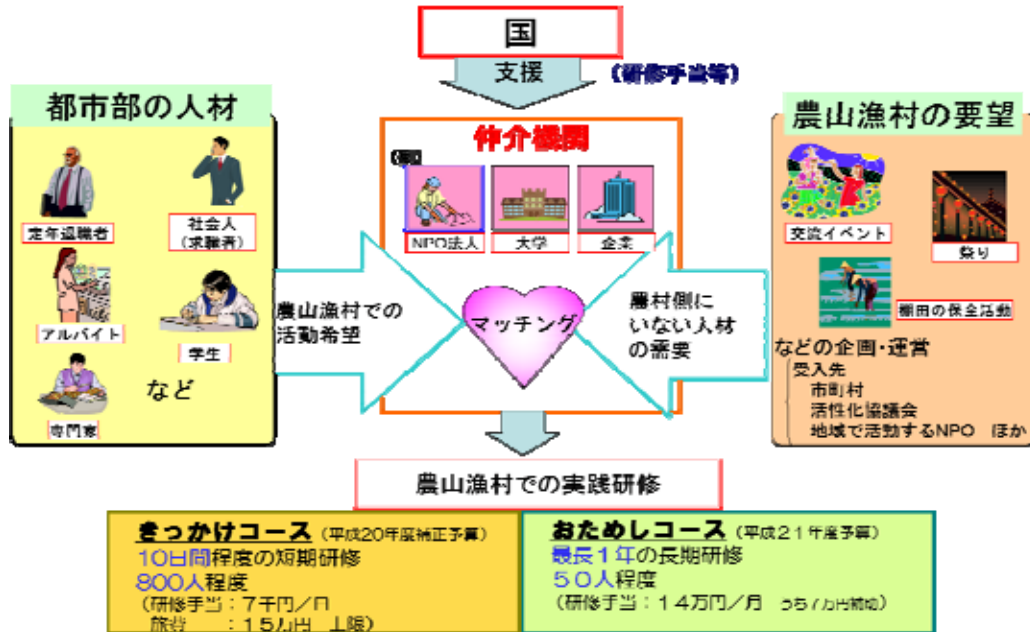 国
支援
(研修手当等)
都市部の人材
定年退職者
社会人
(求職者)
アルバイト
学生
専門家
など
農山漁村での
活動希望
仲介機関
NPO法人
大学
企業
マッチング
農村側に
いない人材
の需要
農山漁村の要望
交流イベント
祭り
棚田の保全活動
などの企画・運営
受入先
市町村
活性化協議会
地域で活動するNPO ほか
農山漁村での実践研修
きっかけコース(平成20年度補正予算)
10日間程度の短期研修
800人程度
(研修手当:7千円/日
旅費 :15万円 上限)
おためしコース(平成21年度予算)
最長1年の長期研修
50人程度
(研修手当:14万円/月 うち7万円補助)